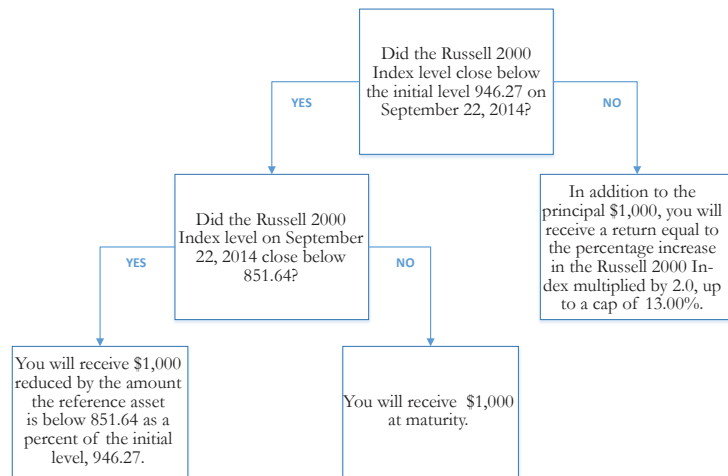 Did the Russell 2000
Index level close below
the initial level 946.27 on
September 22, 2014?
YES
NO
Did the Russell 2000
Index level on September
22, 2014 close below
851.64?
In addition to the
principal $1,000, you will
receive a return equal to
the percentage increase
in the Russell 2000 In-
dex multiplied by 2.0, up
to a cap of 13.00%.
YES
NO
You will receive $1,000
reduced by the amount
the reference asset
is below 851.64 as a
percent of the initial
level, 946.27.
You will receive $1,000
at maturity.